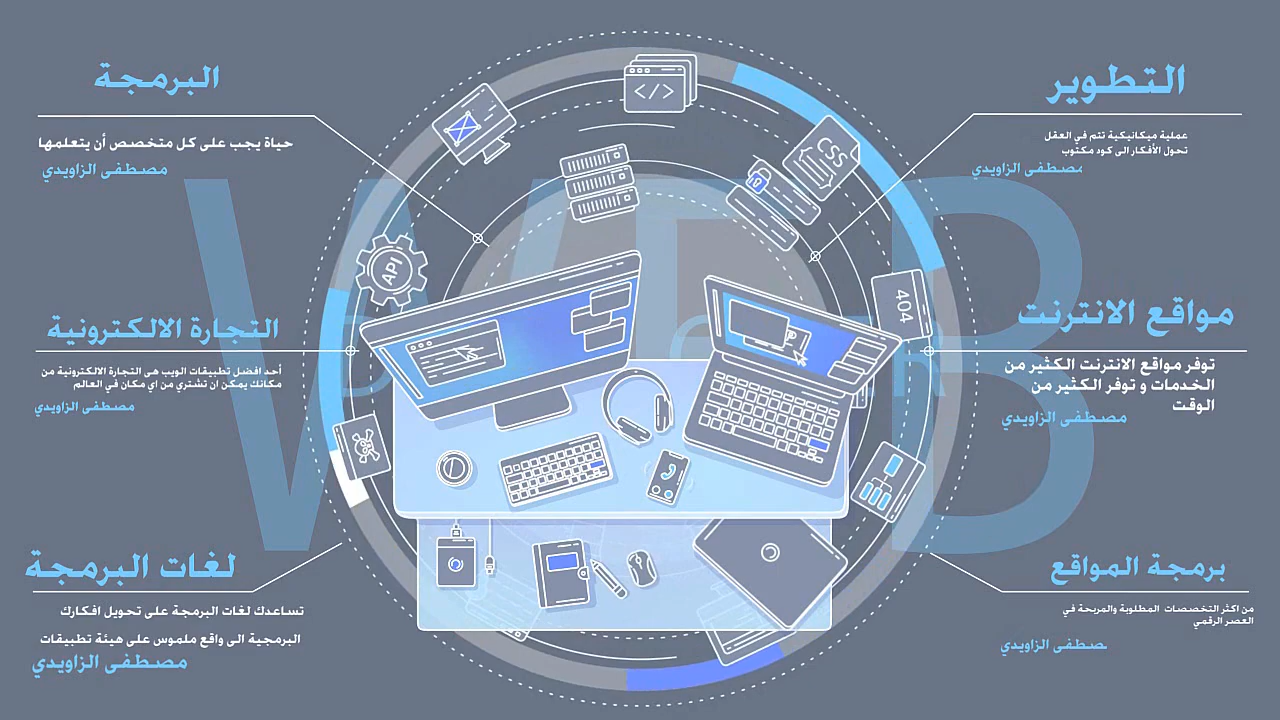 التطوير
عملية ميكانيكية تتم في العقل
تحول الأفكار الى كود مكتوب
مصطفى الزاويدي
البرمجة
حياة يجب على كل متخصص أن يتعلمها
مصطفى الزاويدي
</>
CSS
API
404
WEB
مواقع الانترنت
توفر مواقع الانترنت الكثير من
الخدمات و توفر الكثير من
الوقت
مصطفى الزاويدي
التجارة الالكترونية
أحد افضل تطبيقات الويب هى التجارة الالكترونية من
مكانك يمكن ان تشتري من اي مكان في العالم
مصطفى الزاويدي
برمجة المواقع
من اكثر التخصصات المطلوبة والمربحة في
العصر الرقمي
صطفى الزاويدي
لغات البرمجة
تساعدك لغات البرمجة على تحويل افكارك
البرمجية الى واقع ملموس على هيئة تطبيقات
مصطفى الزاويدي